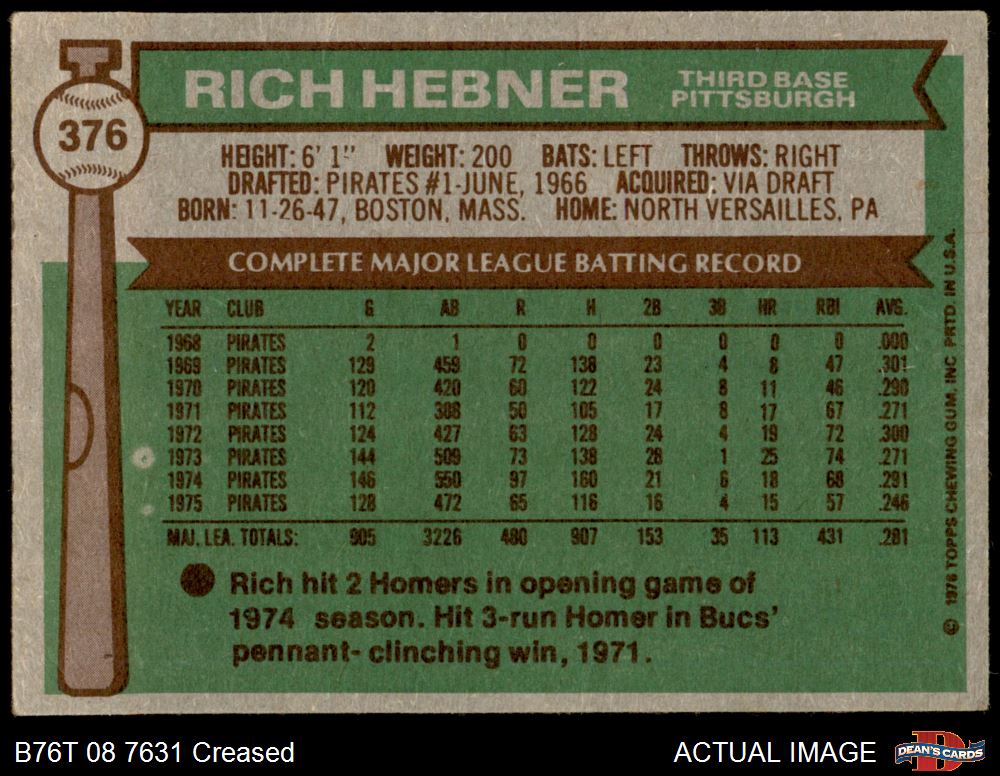 RICH HEBNER
THIRD BASE
PITTSBURGH
376
HEIGHT: 6' 1" WEIGHT: 200 BATS: LEFT THROWS: RIGHT
DRAFTED: PIRATES #1-JUNE, 1966 ACQUIRED: VIA DRAFT
BORN: 11-26-47, BOSTON, MASS. HOME: NORTH VERSAILLES, PA
COMPLETE MAJOR LEAGUE BATTING RECORD
YEAR CLUB G AB R H 2B 3B HR RBI AVG.
1968 PIRATES 2 1 0 0 0 0 0 0 .000
1969 PIRATES 129 459 72 138 23 4 8 47 .301
1970 PIRATES 120 420 60 122 24 8 11 46 .290
1971 PIRATES 112 388 50 105 17 8 17 67 .271
1972 PIRATES 124 427 63 128 24 4 19 72 .300
1973 PIRATES 144 509 73 138 28 1 25 74 .271
1974 PIRATES 146 550 97 160 21 6 18 68 .291
1975 PIRATES 128 472 65 116 16 4 15 57 .246
MAJ. LEA. TOTALS: 905 3226 480 907 153 35 113 431 .281
Rich hit 2 Homers in opening game of
1974 season. Hit 3-run Homer in Bucs'
pennant- clinching win, 1971.
© 1976 TOPPS CHEWING GUM, INC PRTD. IN U.S.A.
B76T 08 7631 Creased
ACTUAL IMAGE
DEAN'S CARDS